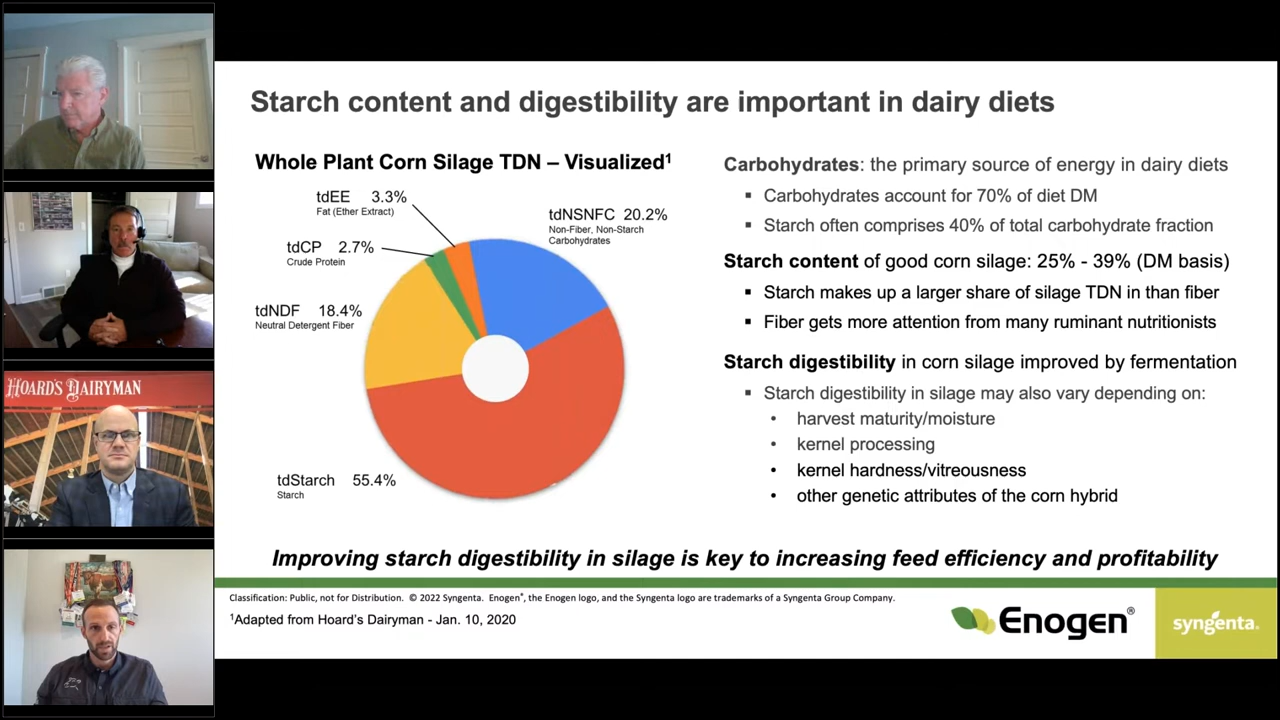 HOARD'S DAIRYMAN
Starch content and digestibility are important in dairy diets
Whole Plant Corn Silage TDN – Visualized¹
tdEE 3.3%
Fat (Ether Extract)
tdNSNFC 20.2%
Non-Fiber, Non-Starch
Carbohydrates
tdCP 2.7%
Crude Protein
tdNDF 18.4%
Neutral Detergent Fiber
tdStarch 55.4%
Starch
Carbohydrates: the primary source of energy in dairy diets
▪ Carbohydrates account for 70% of diet DM
▪ Starch often comprises 40% of total carbohydrate fraction
Starch content of good corn silage: 25% - 39% (DM basis)
▪ Starch makes up a larger share of silage TDN in than fiber
▪ Fiber gets more attention from many ruminant nutritionists
Starch digestibility in corn silage improved by fermentation
▪ Starch digestibility in silage may also vary depending on:
• harvest maturity/moisture
• kernel processing
• kernel hardness/vitreousness
• other genetic attributes of the corn hybrid
Improving starch digestibility in silage is key to increasing feed efficiency and profitability
Classification: Public, not for Distribution. © 2022 Syngenta. Enogen®, the Enogen logo, and the Syngenta logo are trademarks of a Syngenta Group Company.
¹Adapted from Hoard's Dairyman - Jan. 10, 2020
Enogen®
syngenta.